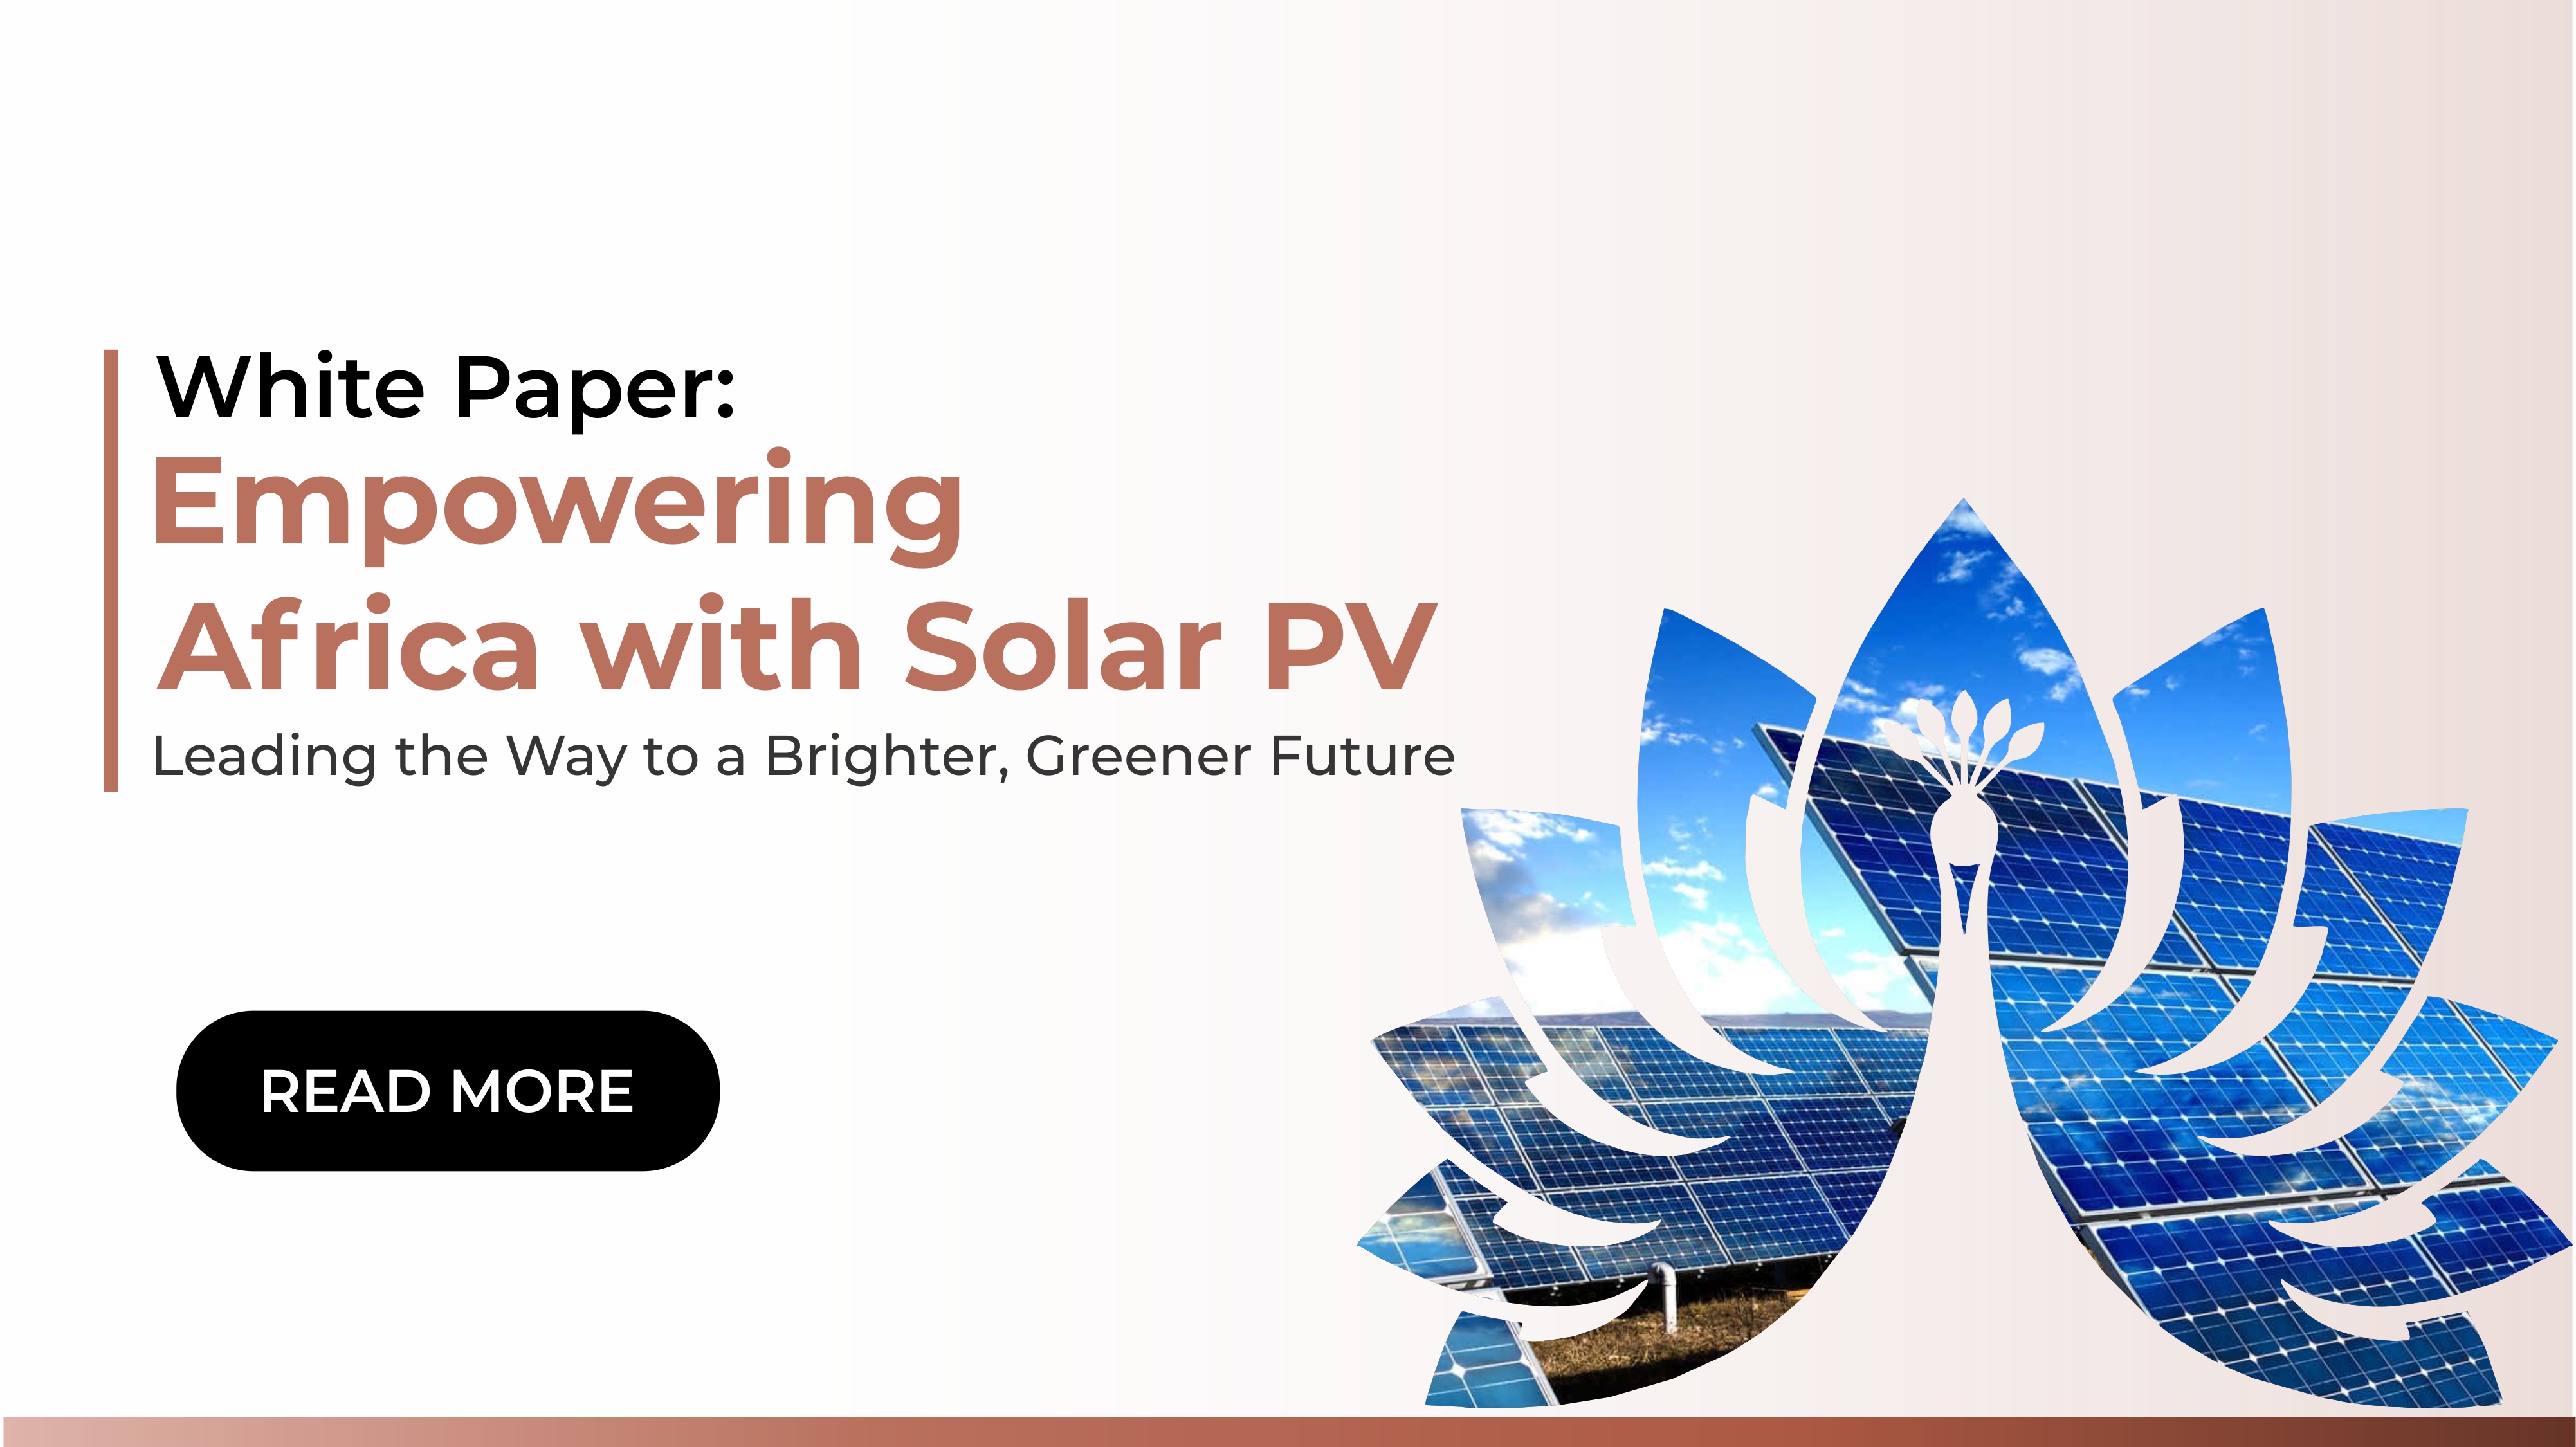 White Paper:
Empowering
Africa with Solar PV
Leading the Way to a Brighter, Greener Future
READ MORE